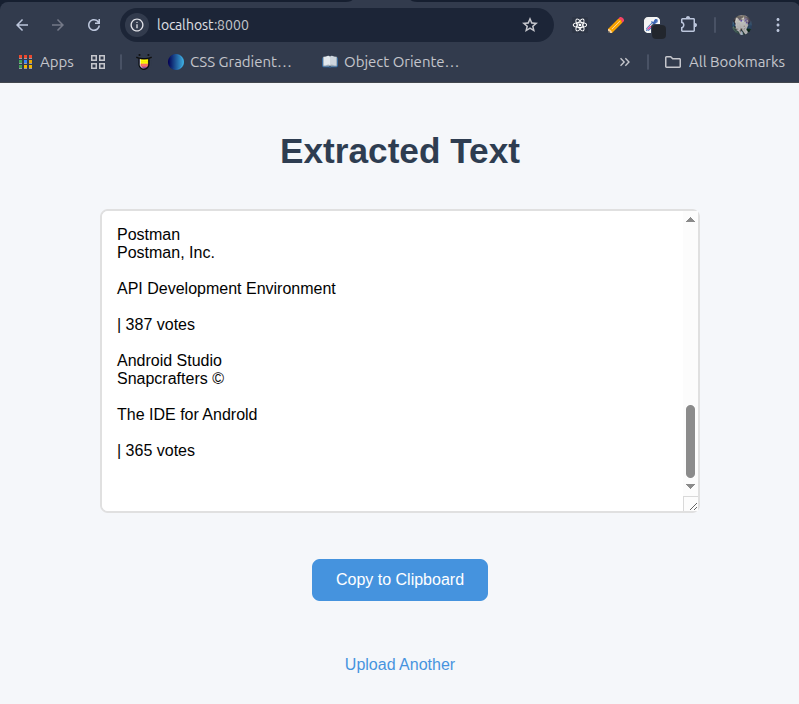 localhost:8000
Apps
CSS Gradient...
Object Oriente...
All Bookmarks
Extracted Text
Postman
Postman, Inc.
API Development Environment
| 387 votes
Android Studio
Snapcrafters ©
The IDE for Androld
| 365 votes
Copy to Clipboard
Upload Another